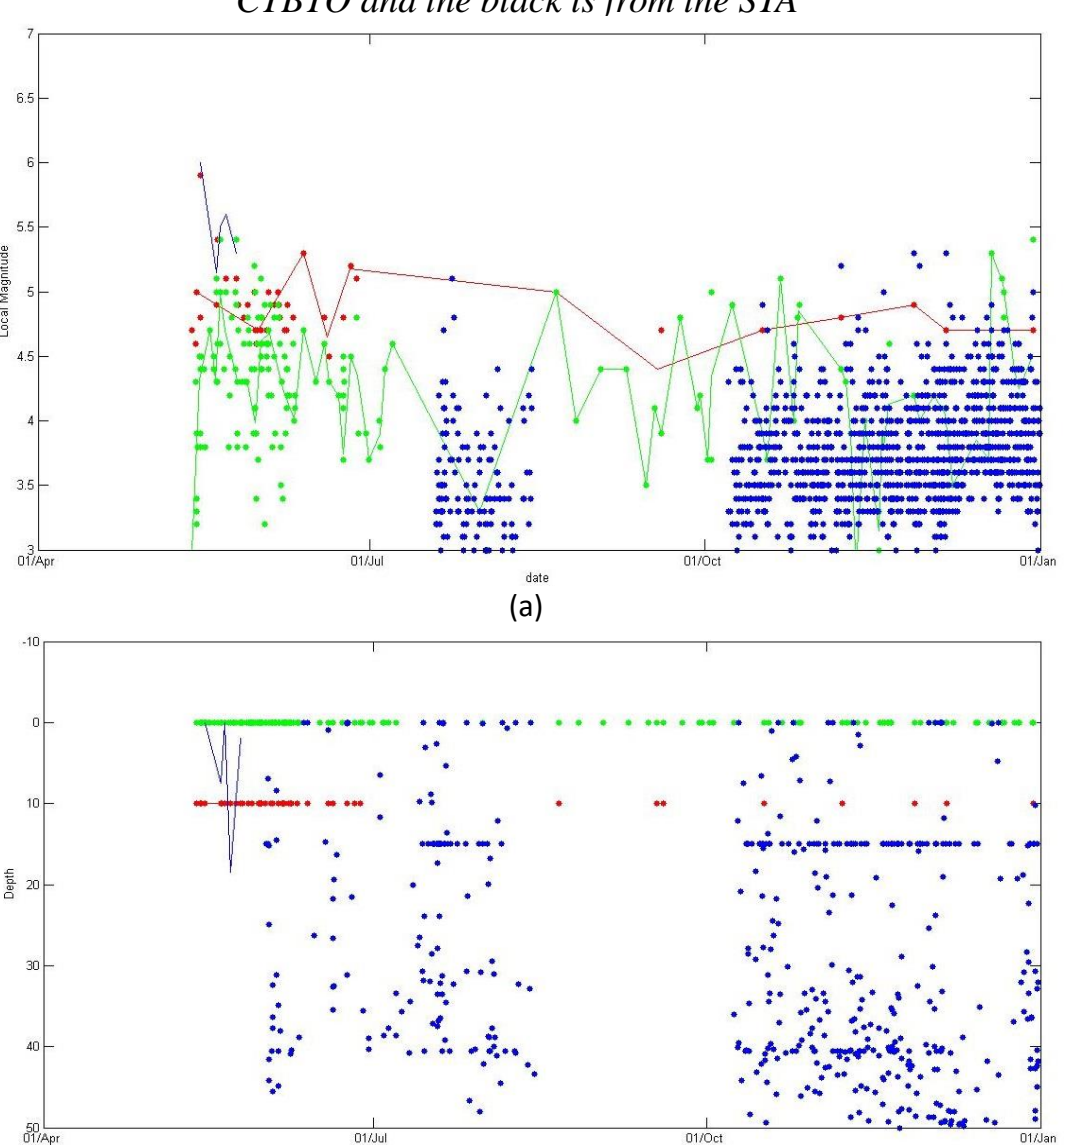 CTBTO and the black is from the STA
7
6.5
6
5.5
5
4.5
4
3.5
3
Local Magnitude
01/Apr
01/Jul
01/Oct
01/Jan
date
(a)
-10
0
10
20
30
40
50
Depth
01/Apr
01/Jul
01/Oct
01/Jan